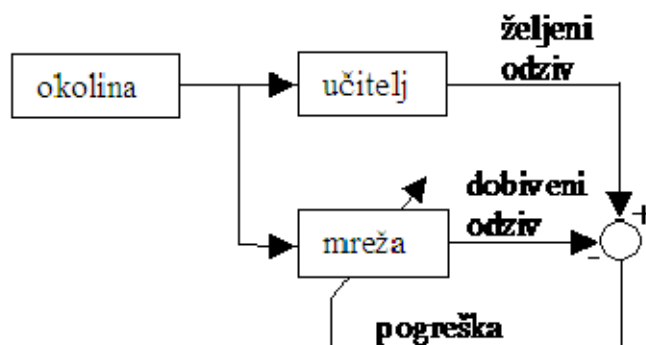 željeni
odziv
okolina
učitelj
dobiveni
odziv
+
mreža
-
pogreška